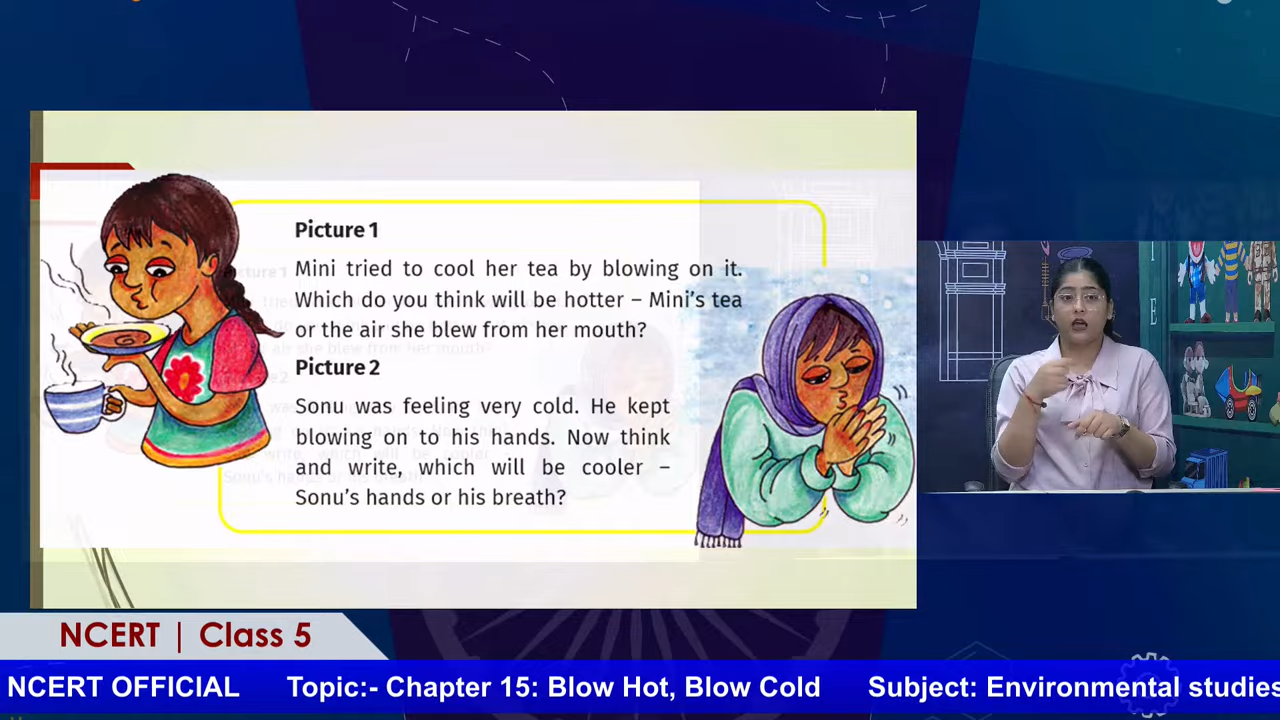 Picture 1
Mini tried to cool her tea by blowing on it.
Which do you think will be hotter – Mini's tea
or the air she blew from her mouth?
Picture 2
Sonu was feeling very cold. He kept
blowing on to his hands. Now think
and write, which will be cooler –
Sonu's hands or his breath?
NCERT | Class 5
NCERT OFFICIAL Topic:- Chapter 15: Blow Hot, Blow Cold Subject: Environmental studies